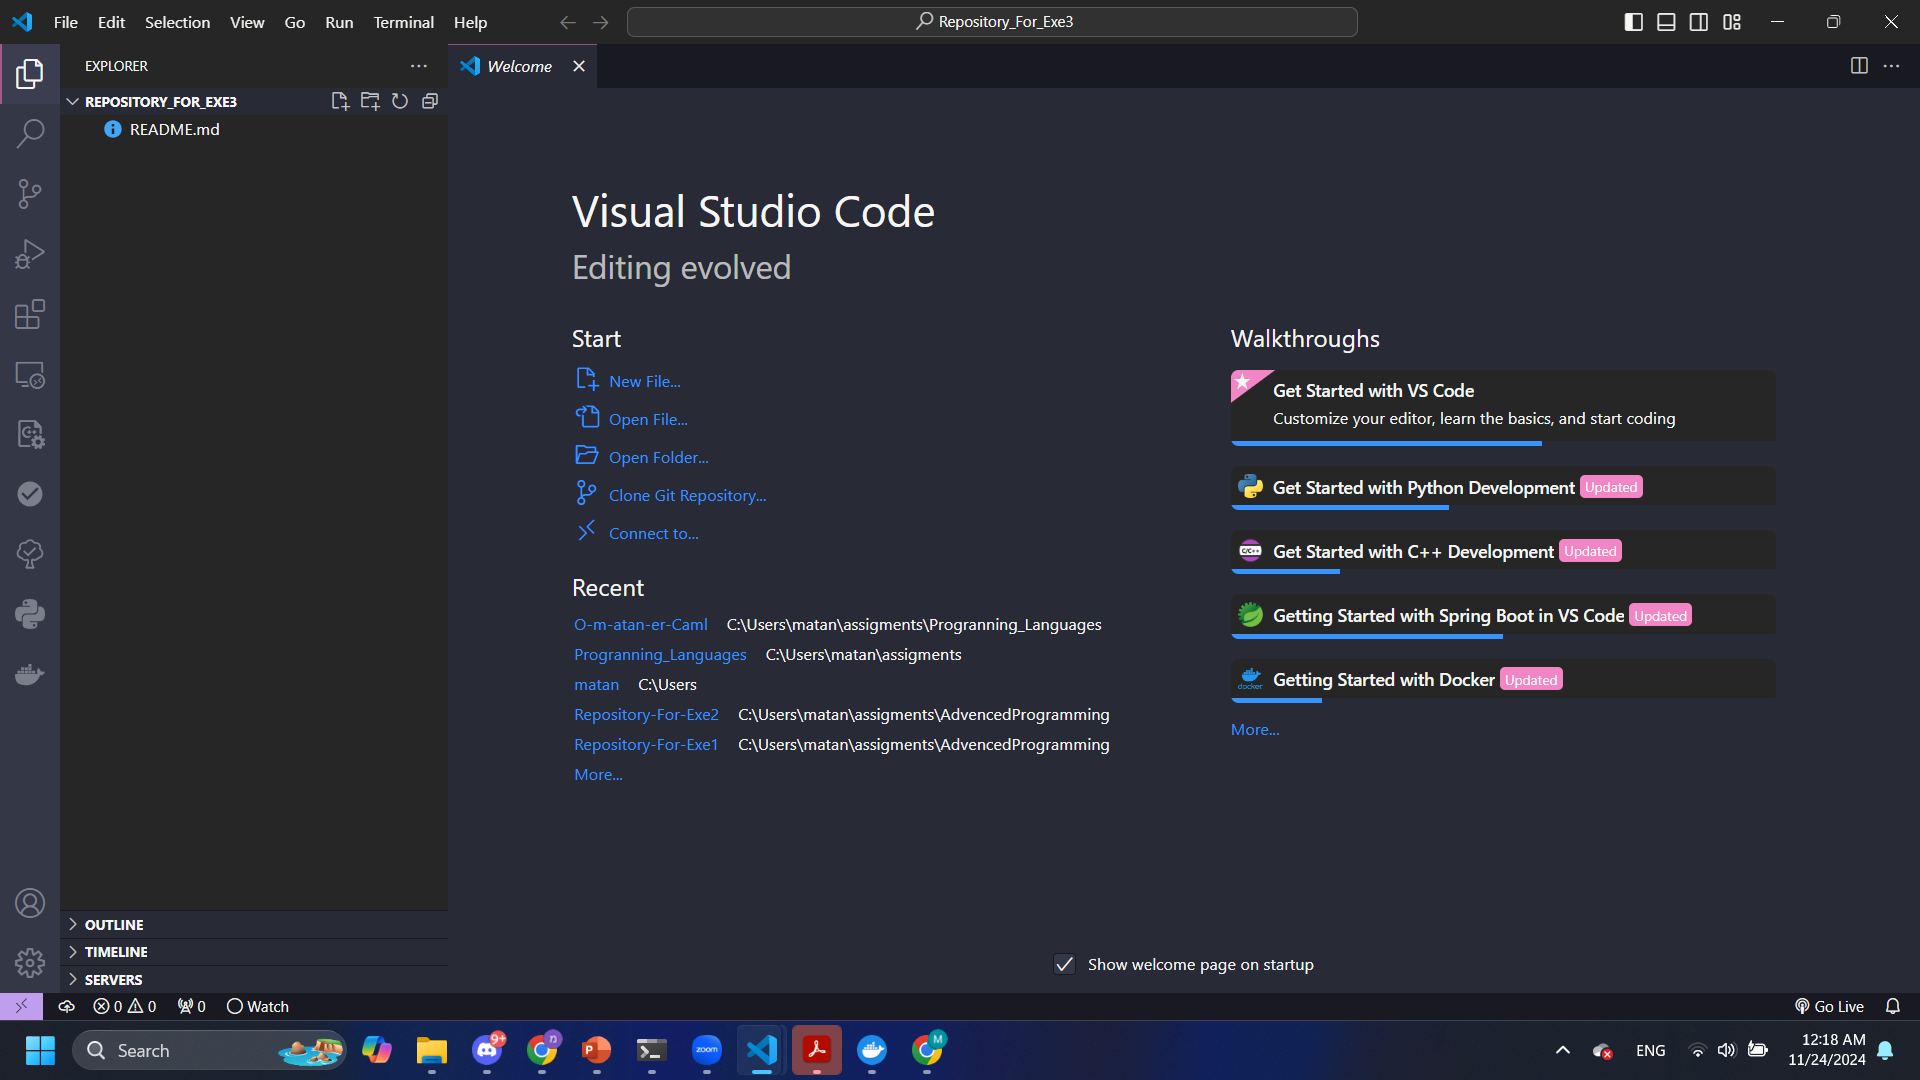 File Edit Selection View Go Run Terminal Help
Repository_For_Exe3
EXPLORER
Welcome
REPOSITORY_FOR_EXE3
README.md
Visual Studio Code
Editing evolved
Start
New File...
Open File...
Open Folder...
Clone Git Repository...
Connect to...
Recent
O-m-atan-er-Caml C:\Users\matan\assigments\Progranning_Languages
Progranning_Languages C:\Users\matan\assigments
matan C:\Users
Repository-For-Exe2 C:\Users\matan\assigments\AdvencedProgramming
Repository-For-Exe1 C:\Users\matan\assigments\AdvencedProgramming
More...
Walkthroughs
Get Started with VS Code
Customize your editor, learn the basics, and start coding
Get Started with Python Development Updated
C/C++ Get Started with C++ Development Updated
Getting Started with Spring Boot in VS Code Updated
docker Getting Started with Docker Updated
More...
Show welcome page on startup
OUTLINE
TIMELINE
SERVERS
0 0 0 Watch
Go Live
Search
9+
n
P
zoom
M
ENG
12:18 AM
11/24/2024